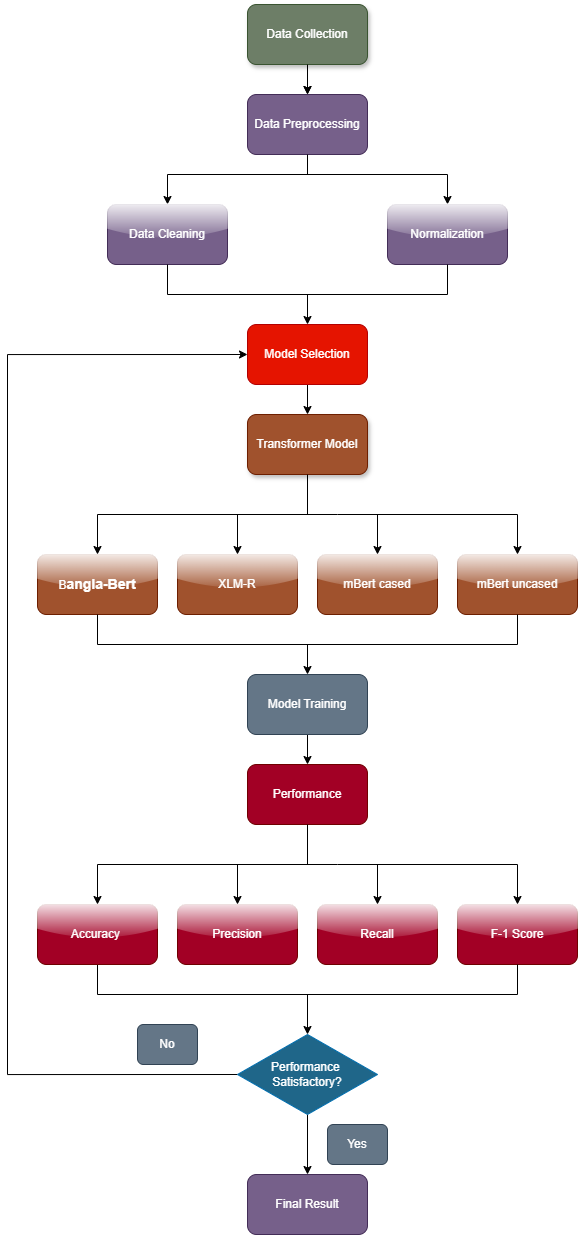 Data Collection
Data Preprocessing
Data Cleaning
Normalization
Model Selection
Transformer Model
Bangla-Bert
XLM-R
mBert cased
mBert uncased
Model Training
Performance
Accuracy
Precision
Recall
F-1 Score
No
Performance
Satisfactory?
Yes
Final Result